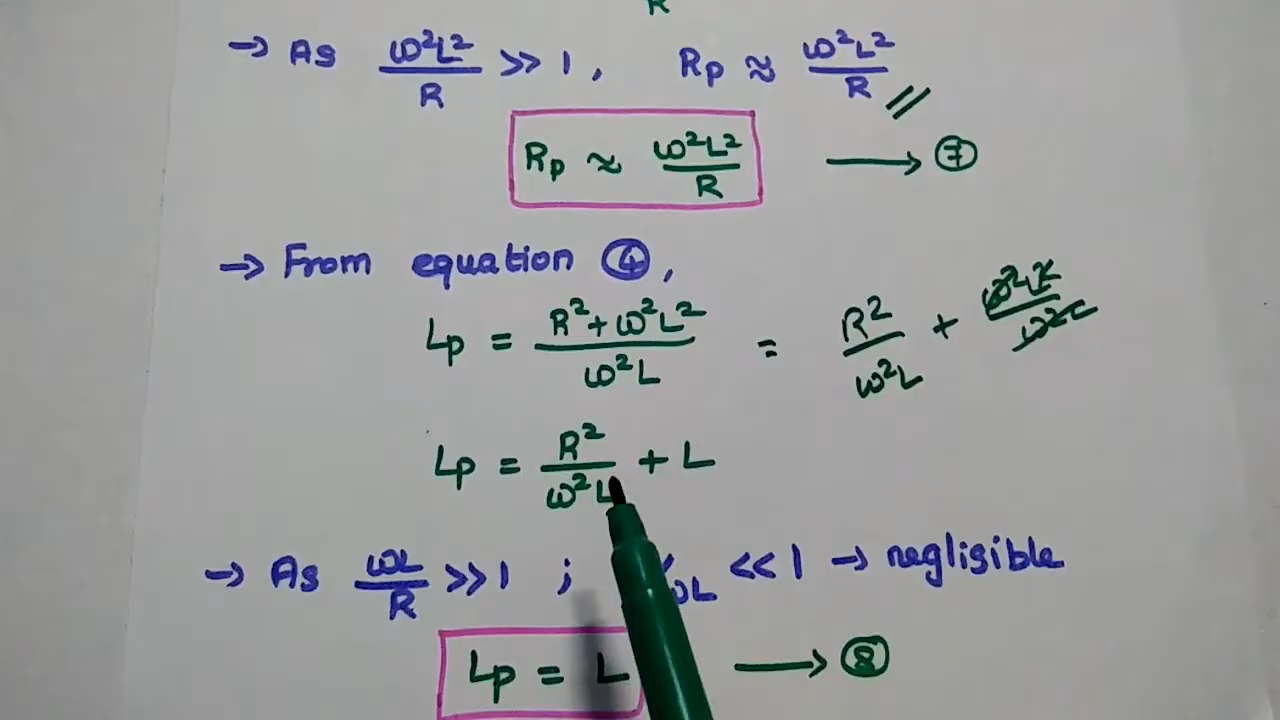 R
→ As ω²L²/R >> 1, Rp ≈ ω²L²/R //
Rp ≈ ω²L²/R → ⑦
→ From equation ④,
Lp = R²+ω²L²/ω²L = R²/ω²L + ω²L²/ω²L
Lp = R²/ω²L + L
→ As ωL/R >> 1 ; ωL << 1 → negligible
Lp = L → ⑧